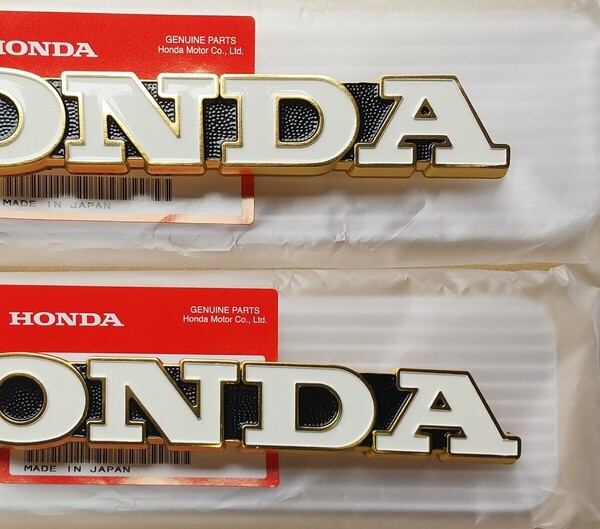 HONDA
GENUINE PARTS
Honda Motor Co., Ltd.
ONDA
MADE IN JAPAN
HONDA
GENUINE PARTS
Honda Motor Co., Ltd.
ONDA
MADE IN JAPAN